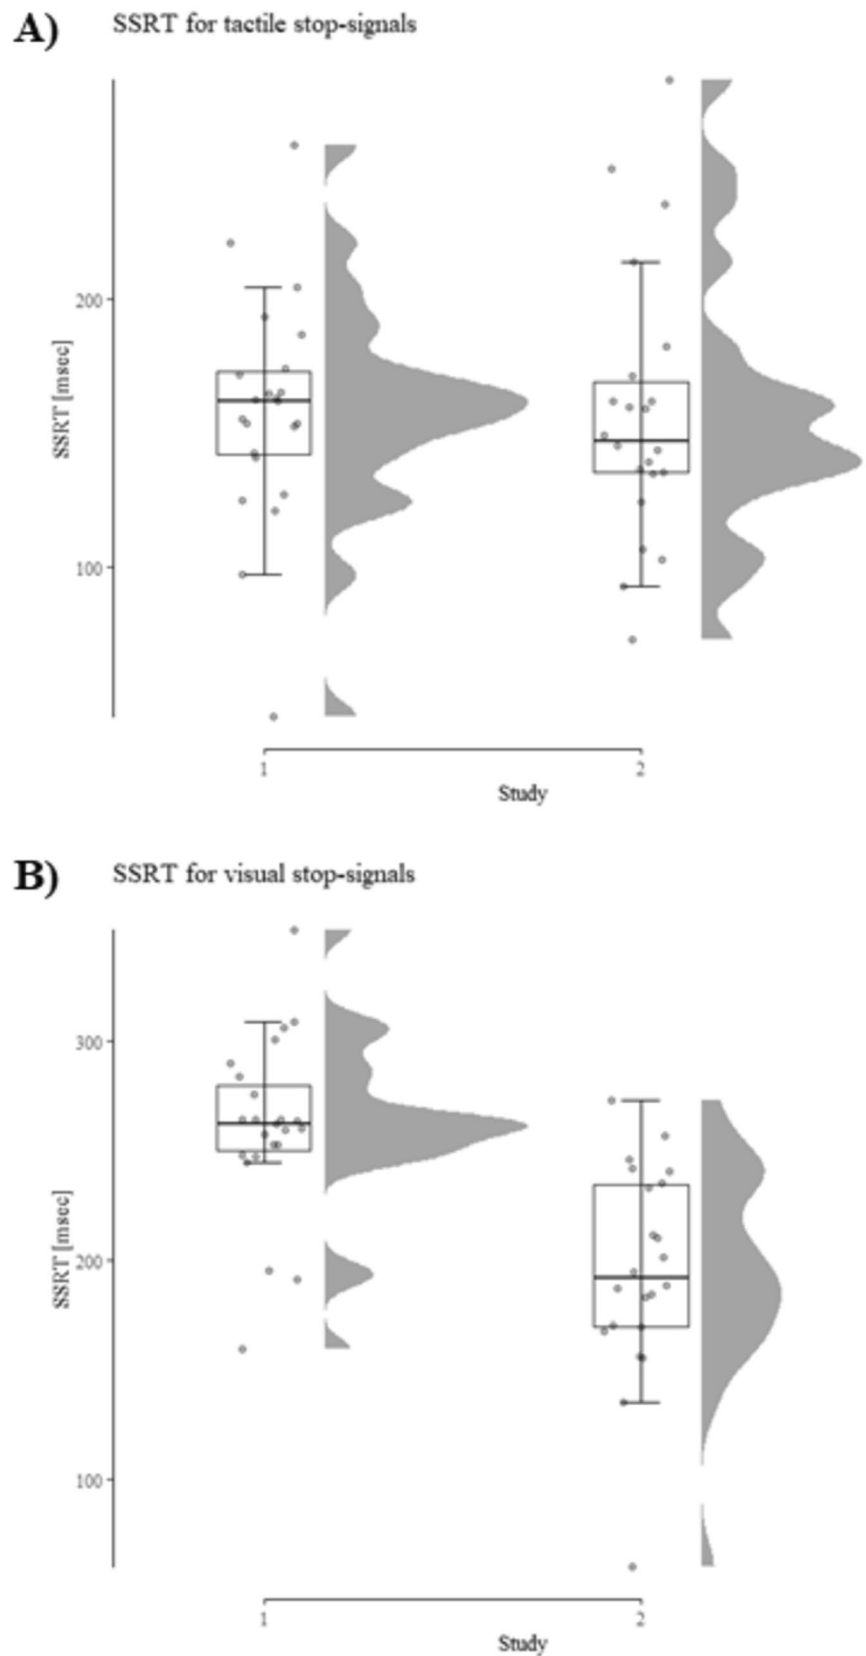 A) SSRT for tactile stop-signals
200
SSRT [msec]
100
1 2
Study
B) SSRT for visual stop-signals
300
200
SSRT [msec]
100
1 2
Study